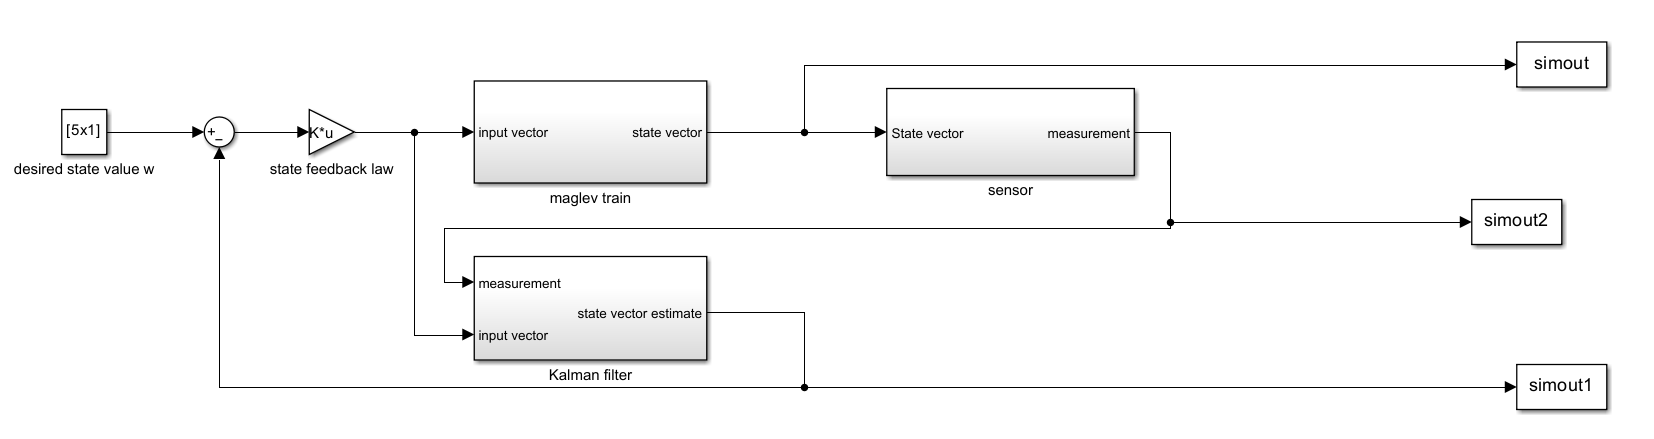 simout
[5x1]
+
−
K*u
input vector
state vector
State vector
measurement
desired state value w
state feedback law
maglev train
sensor
simout2
measurement
state vector estimate
input vector
Kalman filter
simout1